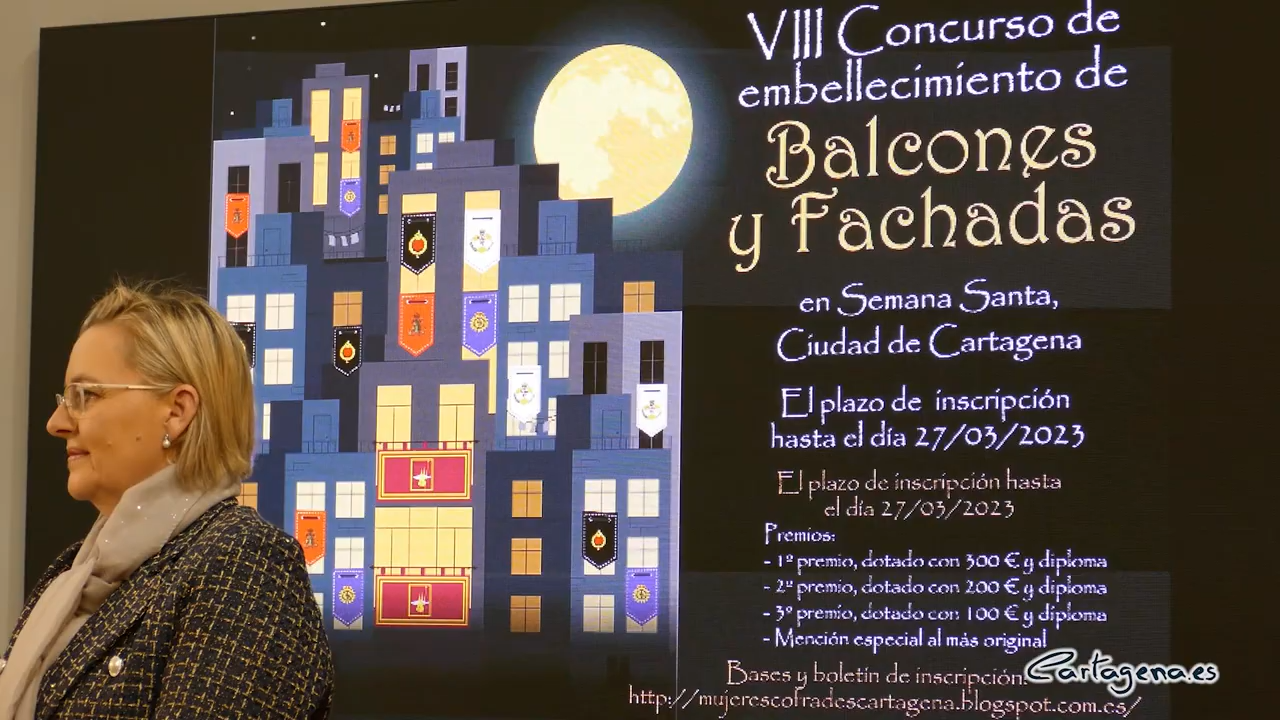 VIII Concurso de
embellecimiento de
Balcones
y Fachadas
en Semana Santa,
Ciudad de Cartagena
El plazo de inscripción
hasta el día 27/03/2023
El plazo de inscripción hasta
el día 27/03/2023
Premios:
- 1º premio, dotado con 300 € y diploma
- 2º premio, dotado con 200 € y diploma
- 3º premio, dotado con 100 € y diploma
- Mención especial al más original
Bases y boletín de inscripción:
http://mujerescofradescartagena.blogspot.com.es/
Cartagena.es